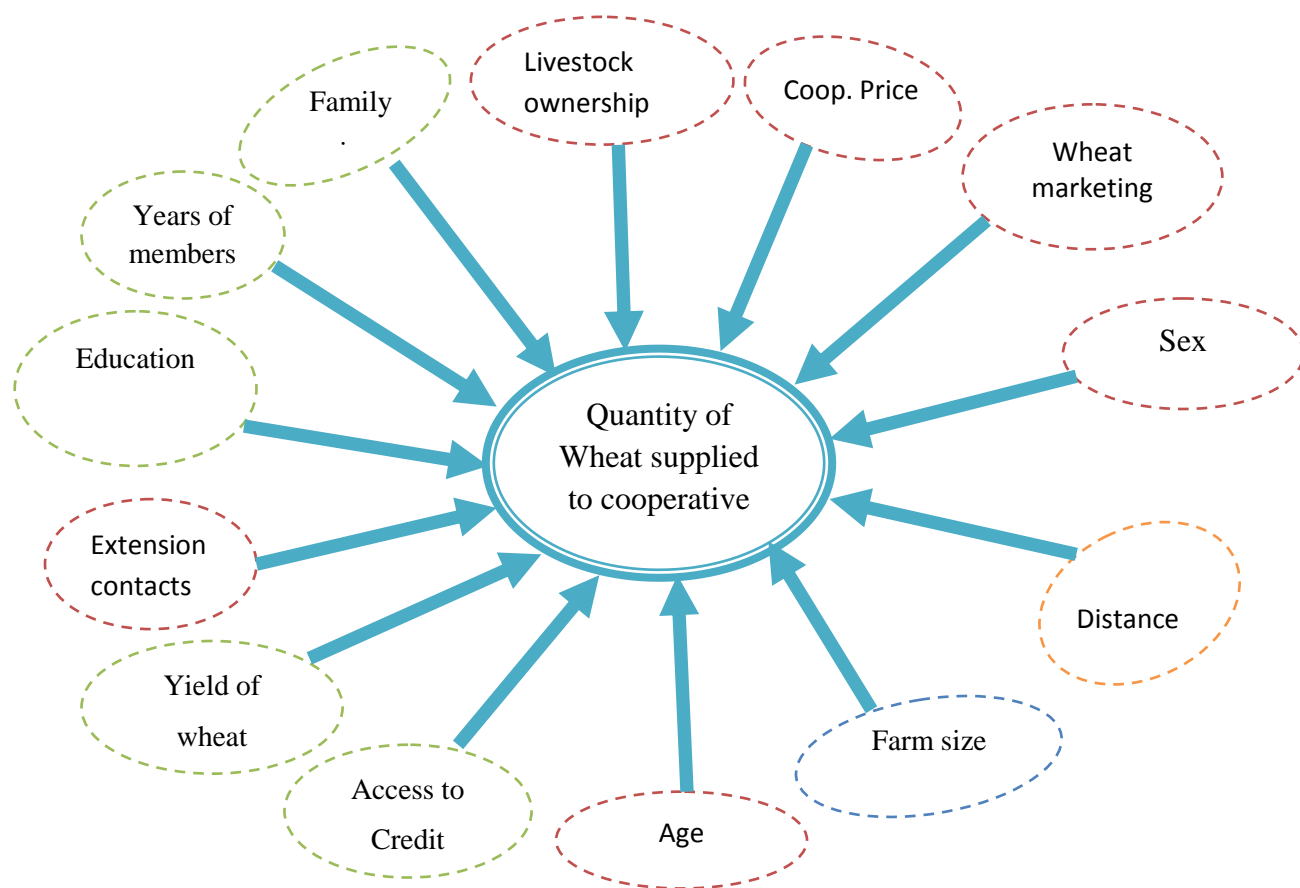 Family
.
Livestock
ownership
Coop. Price
Wheat
marketing
Years of
members
Sex
Education
Quantity of
Wheat supplied
to cooperative
Extension
contacts
Distance
Yield of
wheat
Farm size
Access to
Credit
Age